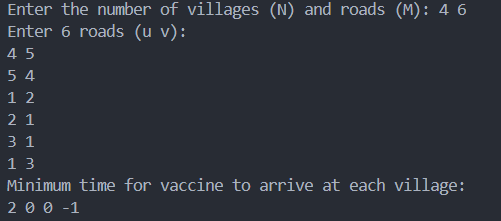 Enter the number of villages (N) and roads (M): 4 6
Enter 6 roads (u v):
4 5
5 4
1 2
2 1
3 1
1 3
Minimum time for vaccine to arrive at each village:
2 0 0 -1